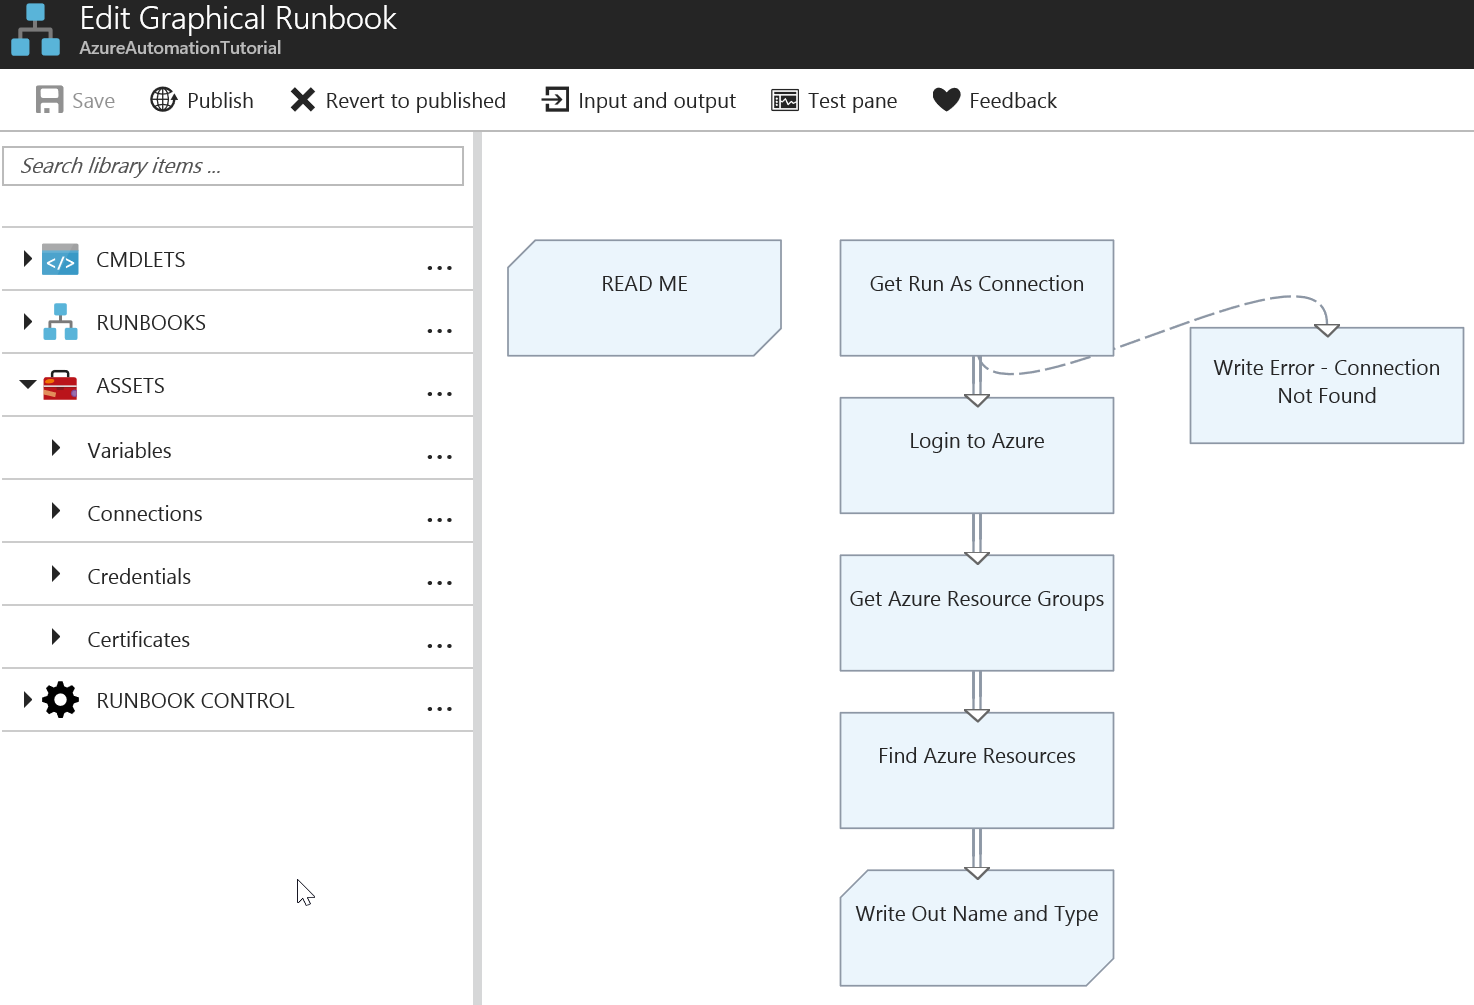 Edit Graphical Runbook
AzureAutomationTutorial
Save Publish Revert to published Input and output Test pane Feedback
Search library items ...
</> CMDLETS ...
RUNBOOKS ...
ASSETS ...
Variables ...
Connections ...
Credentials ...
Certificates ...
RUNBOOK CONTROL ...
READ ME
Get Run As Connection
Write Error - Connection
Not Found
Login to Azure
Get Azure Resource Groups
Find Azure Resources
Write Out Name and Type